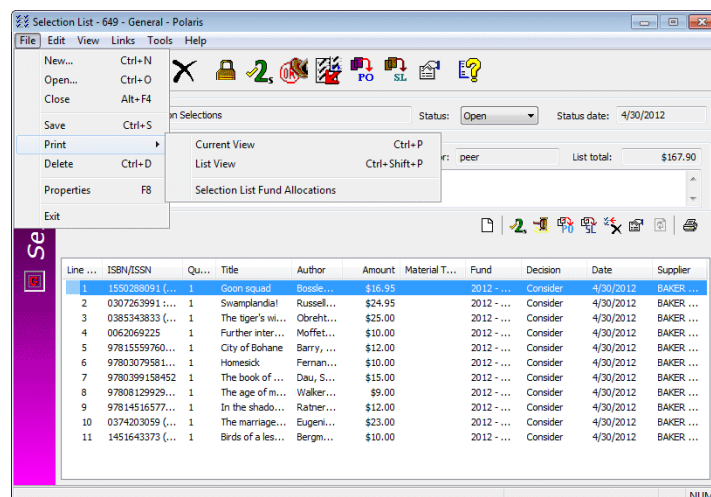 Selection List - 649 - General - Polaris
File Edit View Links Tools Help
New... Ctrl+N
Open... Ctrl+O
Close Alt+F4
Save Ctrl+S
Print
Delete Ctrl+D
Properties F8
Exit
Current View Ctrl+P
List View Ctrl+Shift+P
Selection List Fund Allocations
PO SL
Selections Status: Open Status date: 4/30/2012
peer List total: $167.90
Line ... ISBN/ISSN Qu... Title Author Amount Material T... Fund Decision Date Supplier
1 1550288091 (... 1 Goon squad Bossle... $16.95 2012 - ... Consider 4/30/2012 BAKER ...
2 0307263991 :... 1 Swamplandia! Russell... $24.95 2012 - ... Consider 4/30/2012 BAKER ...
3 0385343833 (... 1 The tiger's wi... Obreht... $25.00 2012 - ... Consider 4/30/2012 BAKER ...
4 0062069225 1 Further inter... Moffet... $10.00 2012 - ... Consider 4/30/2012 BAKER ...
5 97815559760... 1 City of Bohane Barry, ... $12.00 2012 - ... Consider 4/30/2012 BAKER ...
6 97803079581... 1 Homesick Fernan... $10.00 2012 - ... Consider 4/30/2012 BAKER ...
7 9780399158452 1 The book of ... Dau, S... $15.00 2012 - ... Consider 4/30/2012 BAKER ...
8 97808129929... 1 The age of m... Walker... $9.00 2012 - ... Consider 4/30/2012 BAKER ...
9 97814516577... 1 In the shado... Ratner... $12.00 2012 - ... Consider 4/30/2012 BAKER ...
10 0374203059 (... 1 The marriage... Eugeni... $23.00 2012 - ... Consider 4/30/2012 BAKER ...
11 1451643373 (... 1 Birds of a les... Bergm... $10.00 2012 - ... Consider 4/30/2012 BAKER ...
Se
NUM